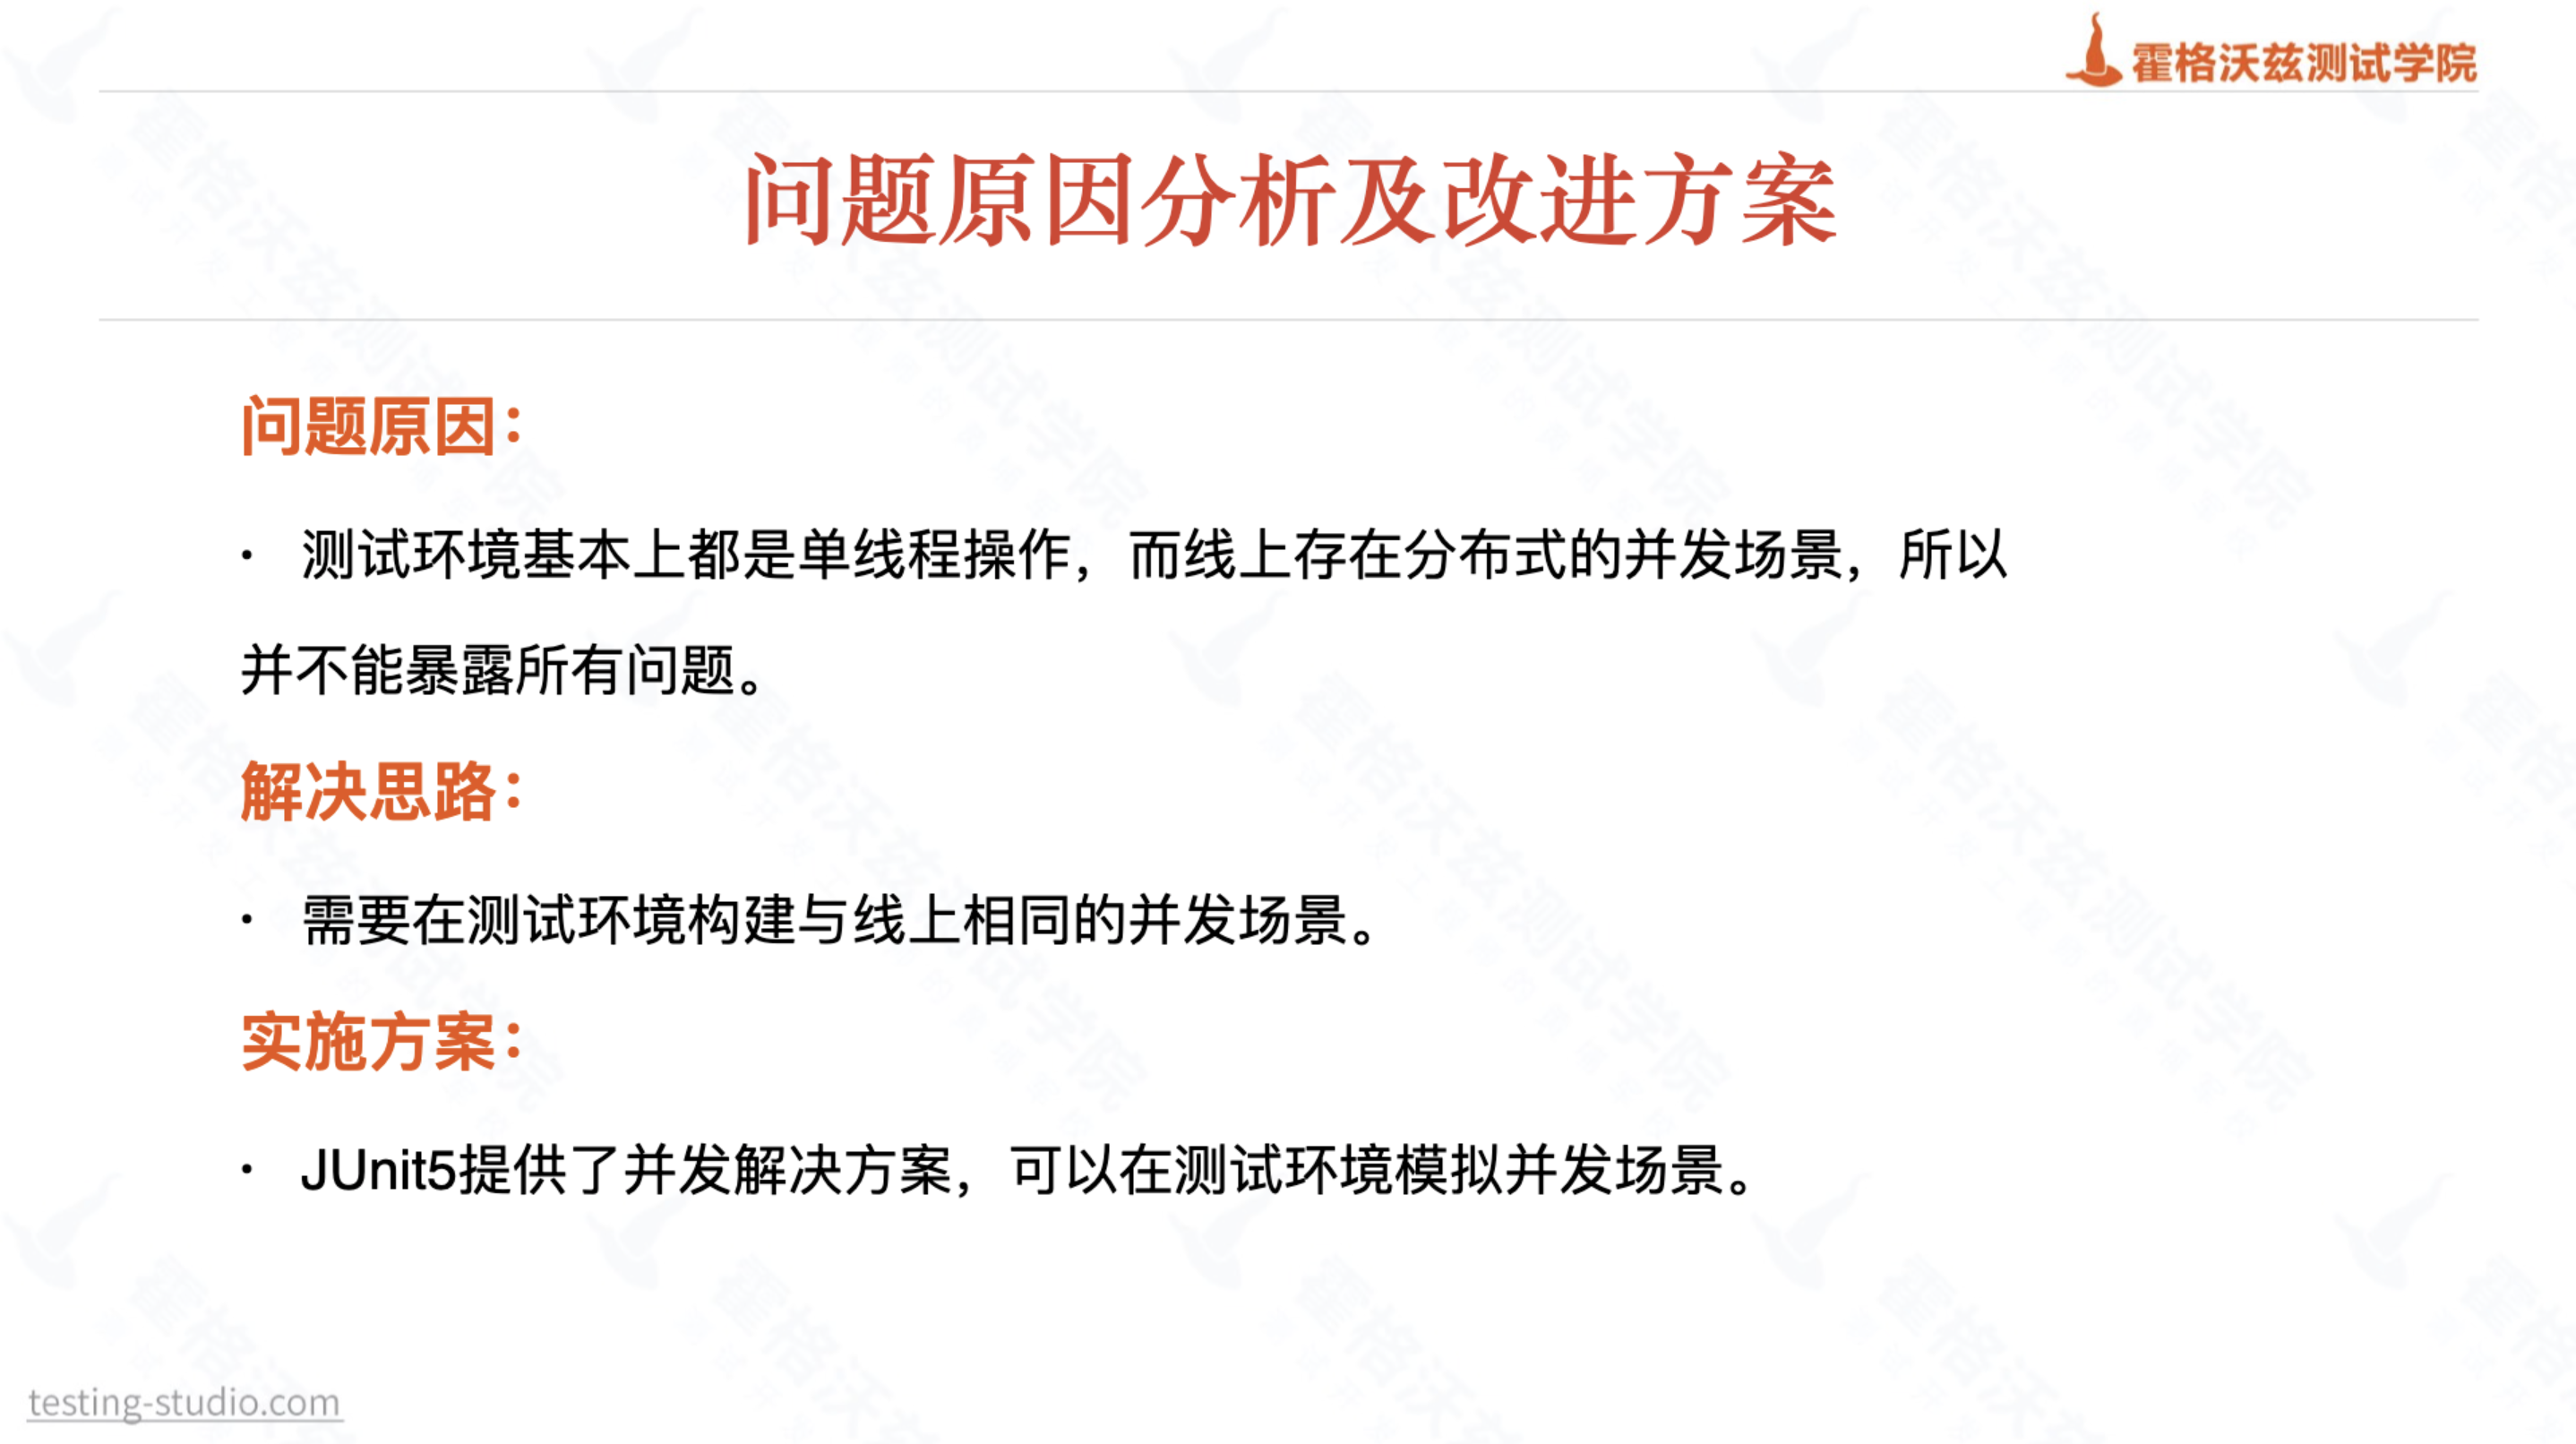 霍格沃兹测试学院
问题原因分析及改进方案
问题原因：
· 测试环境基本上都是单线程操作，而线上存在分布式的并发场景，所以
并不能暴露所有问题。
解决思路：
· 需要在测试环境构建与线上相同的并发场景。
实施方案：
· JUnit5提供了并发解决方案，可以在测试环境模拟并发场景。
testing-studio.com